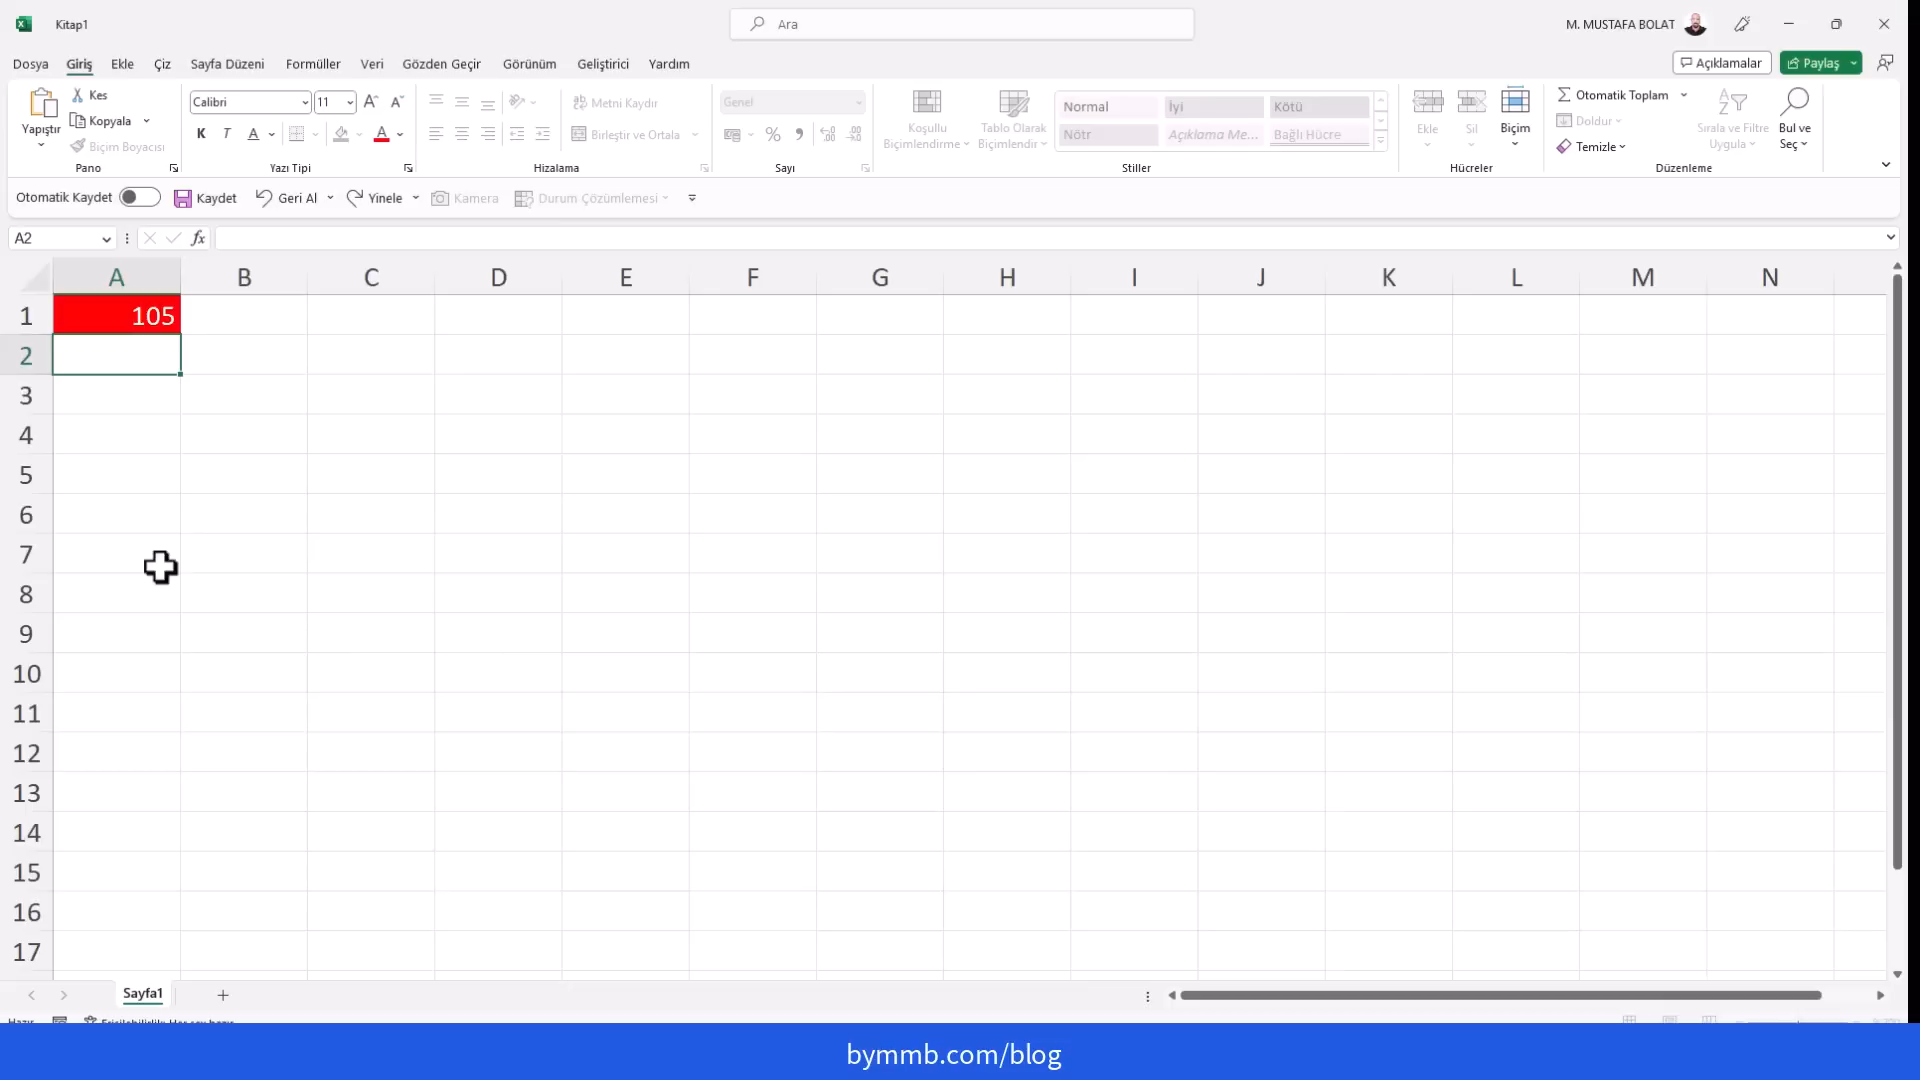 Kitap1
Ara
M. MUSTAFA BOLAT
Dosya Giriş Ekle Çiz Sayfa Düzeni Formüller Veri Gözden Geçir Görünüm Geliştirici Yardım
Açıklamalar Paylaş
Yapıştır
Kes
Kopyala
Biçim Boyacısı
Pano
Calibri 11
K T A
Yazı Tipi
Metni Kaydır
Birleştir ve Ortala
Hizalama
Genel
Sayı
Koşullu
Biçimlendirme
Tablo Olarak
Biçimlendir
Normal İyi Kötü
Nötr Açıklama Me... Bağlı Hücre
Stiller
Ekle Sil Biçim
Hücreler
Otomatik Toplam
Doldur
Temizle
Sırala ve Filtre
Uygula
Bul ve
Seç
Düzenleme
Otomatik Kaydet Kaydet Geri Al Yinele Kamera Durum Çözümlemesi
A2 fx
A B C D E F G H I J K L M N
1 105
2
3
4
5
6
7
8
9
10
11
12
13
14
15
16
17
Sayfa1
bymmb.com/blog